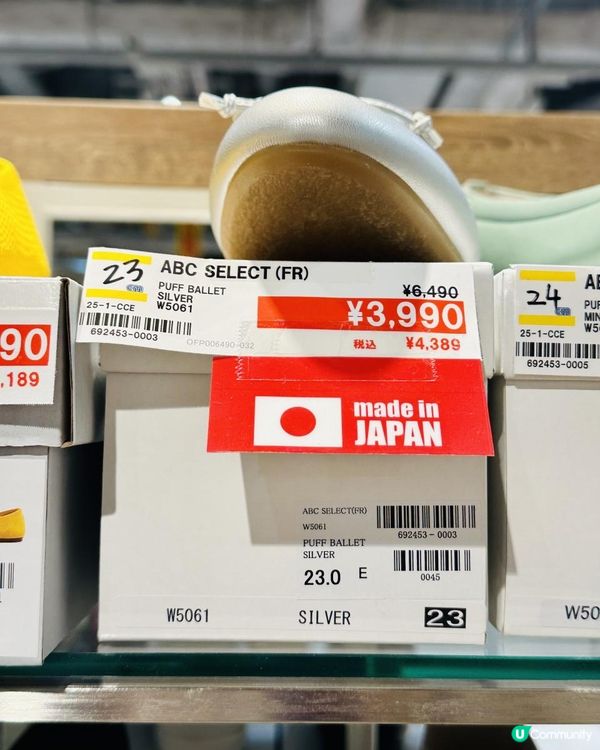 23
ABC SELECT (FR)
PUFF BALLET
SILVER
W5061
25-1-CCE
692453-0003
OFP006490-032
¥6,490
¥3,990
税込 ¥4,389
made in
JAPAN
ABC SELECT(FR)
W5061
PUFF BALLET
SILVER
692453-0003
23.0 E
0045
W5061 SILVER 23
90
,189
24
25-1-CCE
692453-0005
W50
U Community